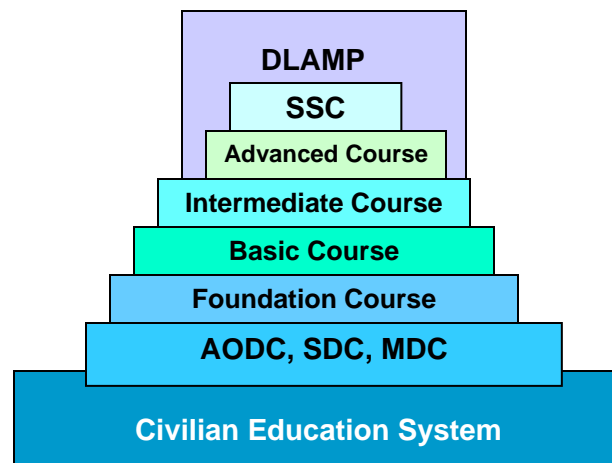 DLAMP
SSC
Advanced Course
Intermediate Course
Basic Course
Foundation Course
AODC, SDC, MDC
Civilian Education System